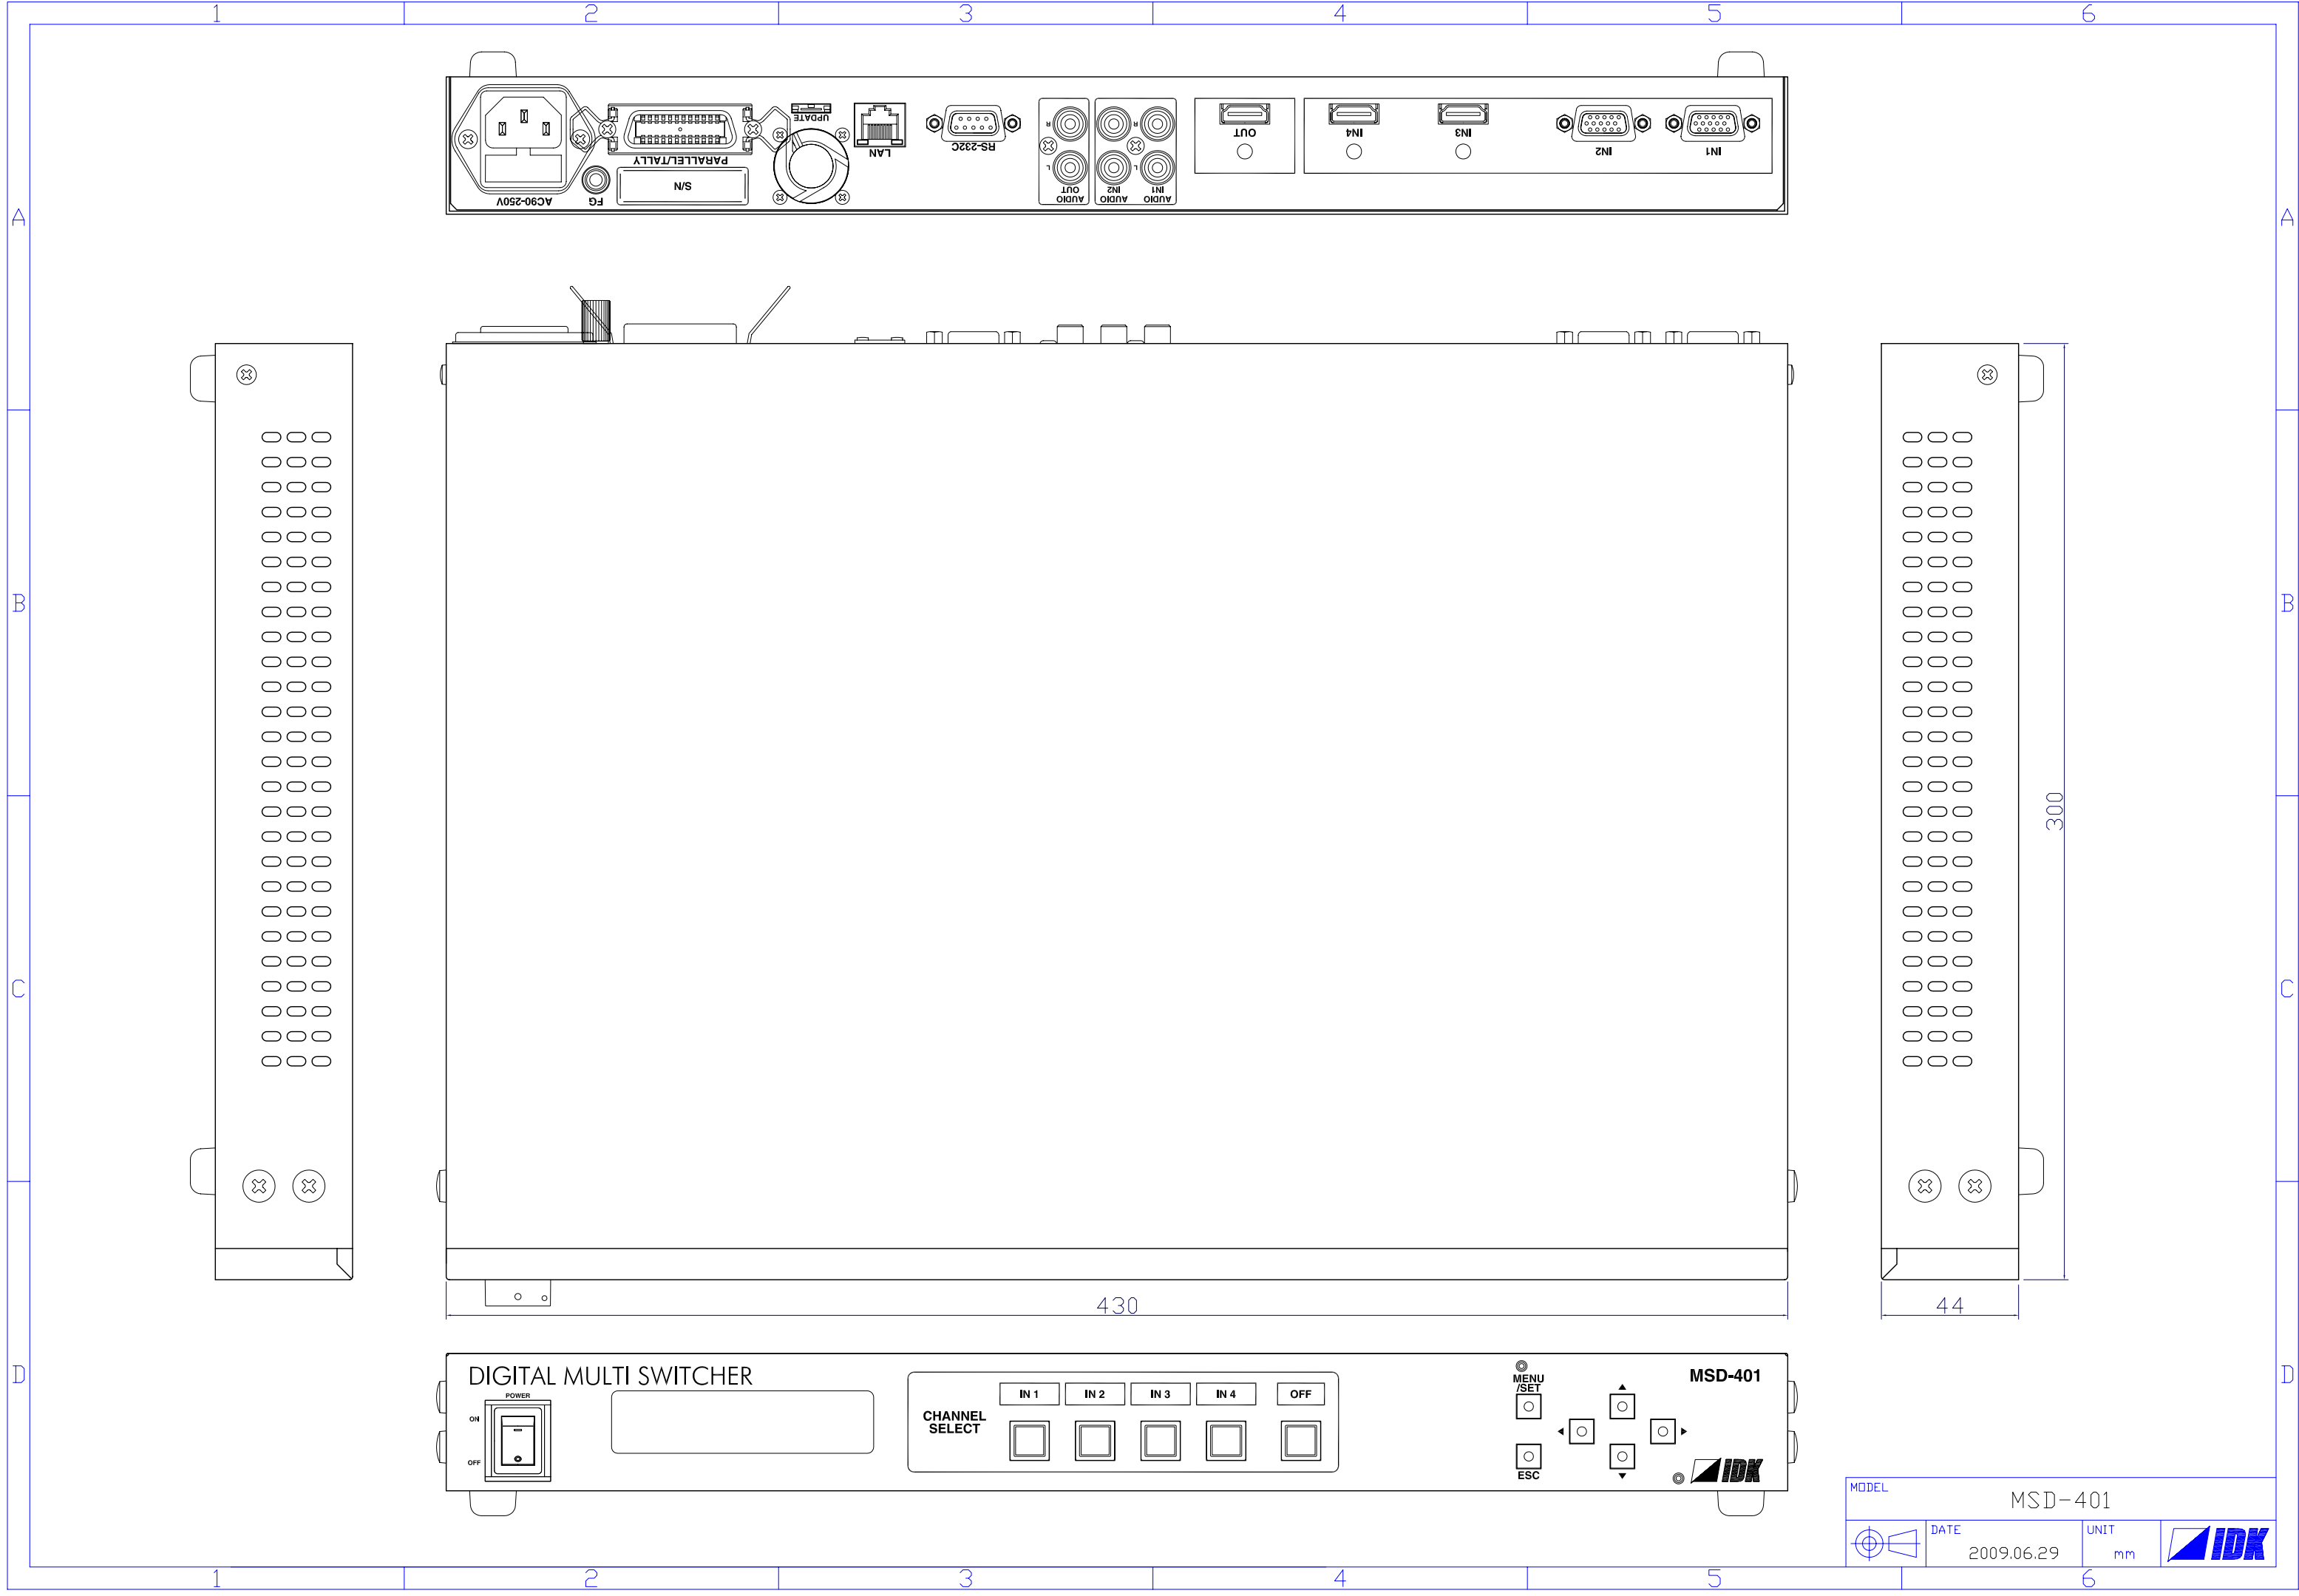 1 2 3 4 5 6
UPDATE
LAN
RS-232C
PARALLEL/TALLY
S/N
AC90-250V
FG
R
L
AUDIO OUT
R
L
AUDIO IN2
AUDIO IN1
OUT
IN4
IN3
IN2
IN1
A A
B B
300
C C
430
44
D D
DIGITAL MULTI SWITCHER
POWER
ON
OFF
CHANNEL
SELECT
IN 1 IN 2 IN 3 IN 4 OFF
MENU
/SET
ESC
MSD-401
IDK
MODEL
MSD-401
DATE
2009.06.29
UNIT
mm
IDK
1 2 3 4 5 6